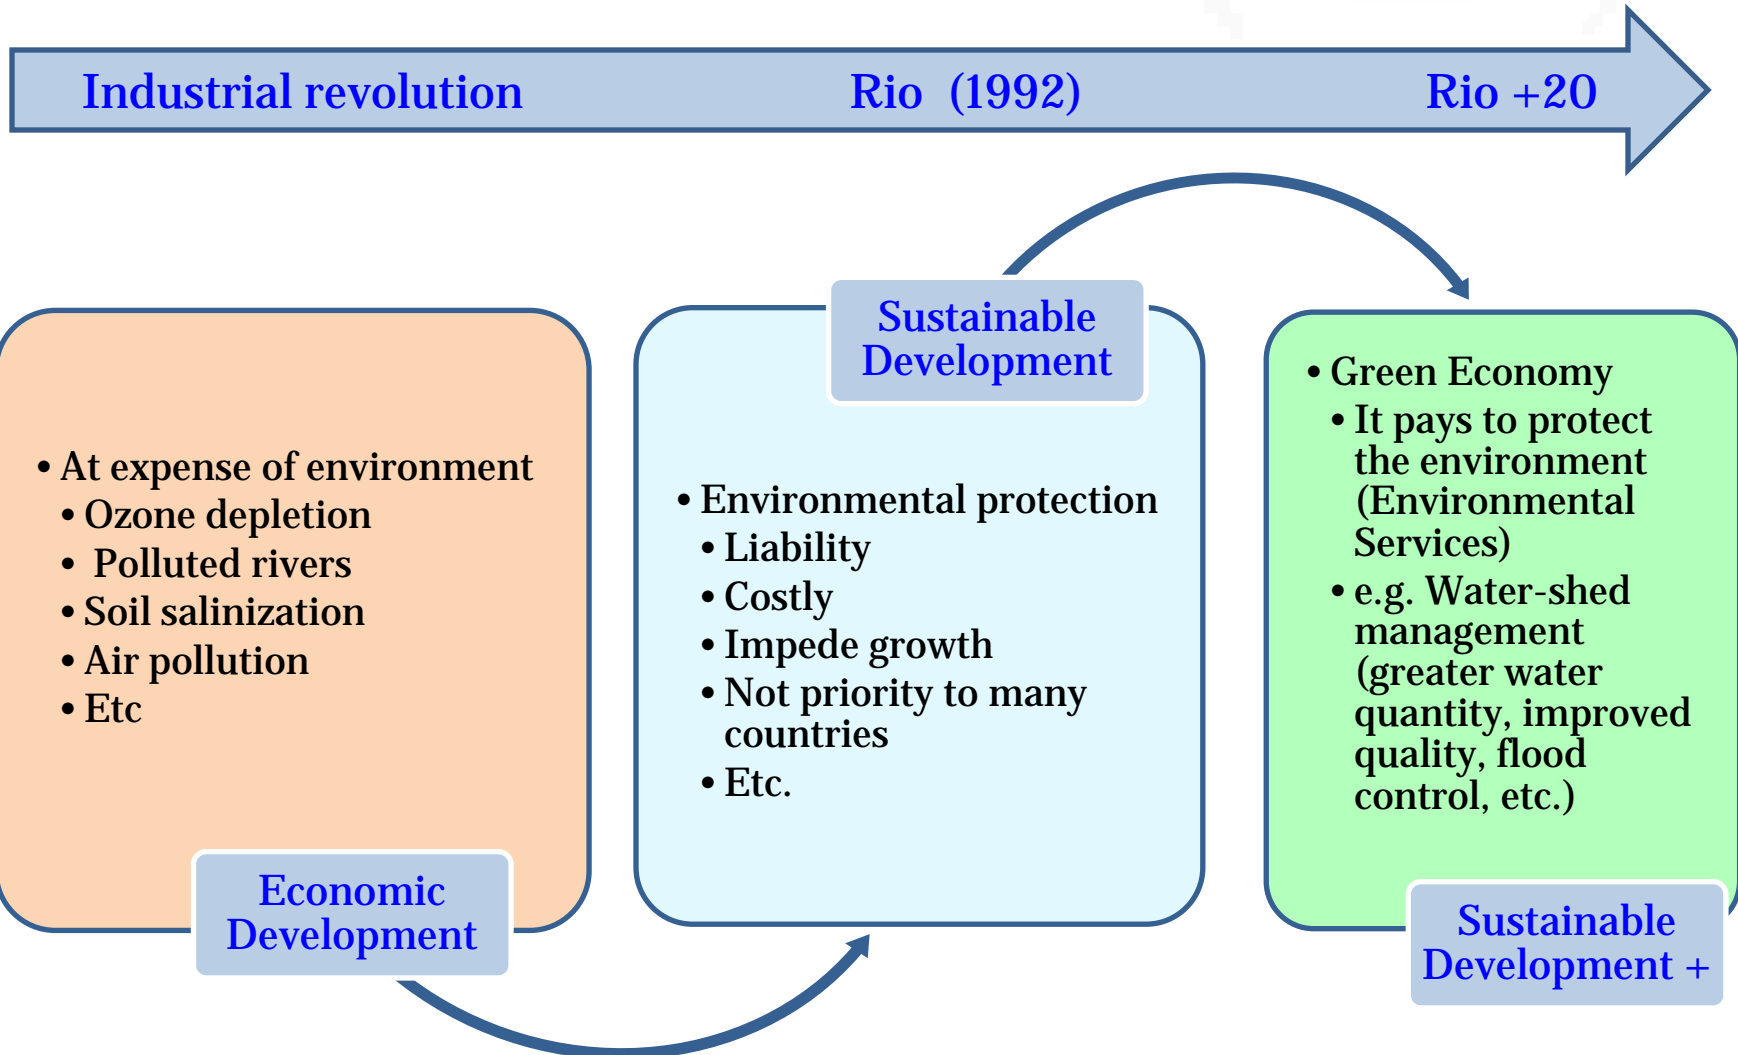 Industrial revolution Rio (1992) Rio +20
• At expense of environment
• Ozone depletion
• Polluted rivers
• Soil salinization
• Air pollution
• Etc
Economic
Development
Sustainable
Development
• Environmental protection
• Liability
• Costly
• Impede growth
• Not priority to many
countries
• Etc.
• Green Economy
• It pays to protect
the environment
(Environmental
Services)
• e.g. Water-shed
management
(greater water
quantity, improved
quality, flood
control, etc.)
Sustainable
Development +